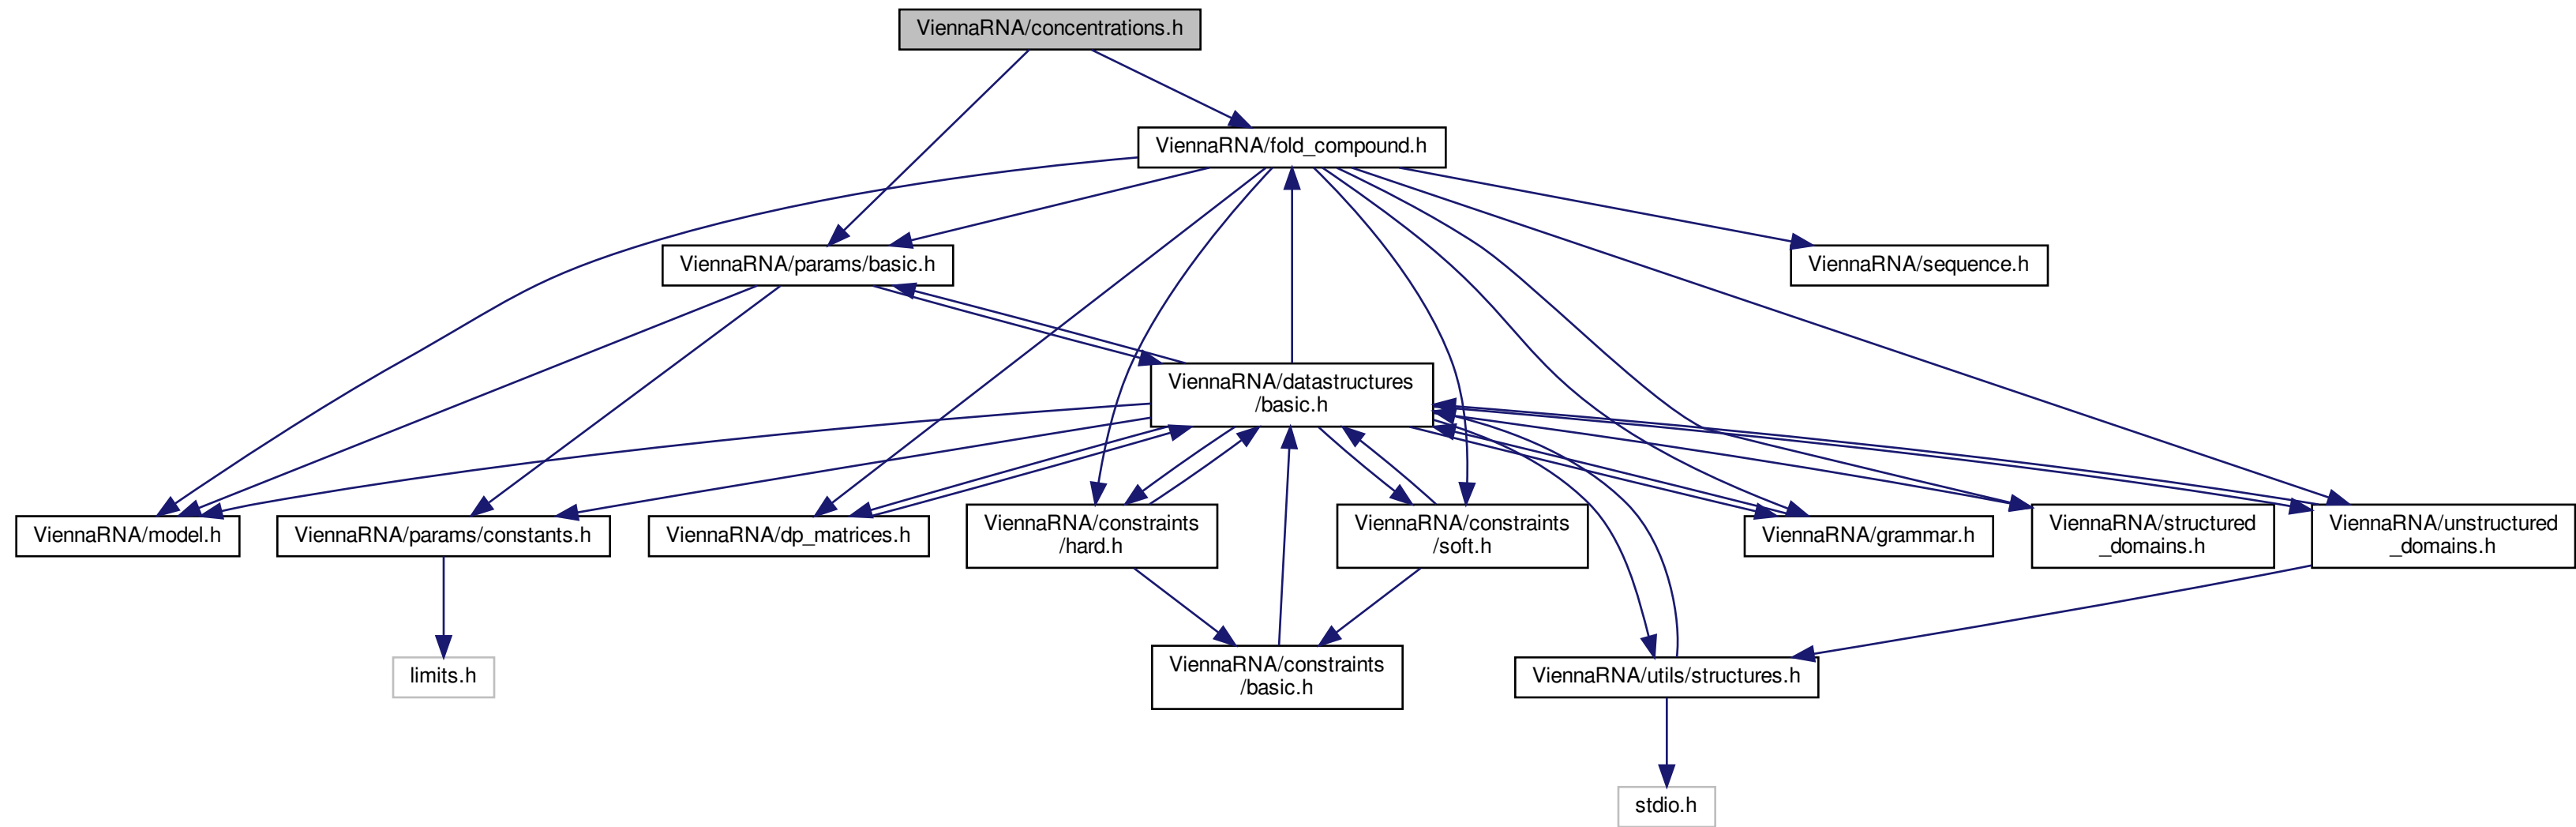 ViennaRNA/concentrations.h
ViennaRNA/fold_compound.h
ViennaRNA/params/basic.h
ViennaRNA/sequence.h
ViennaRNA/datastructures
/basic.h
ViennaRNA/model.h
ViennaRNA/params/constants.h
ViennaRNA/dp_matrices.h
ViennaRNA/constraints
/hard.h
ViennaRNA/constraints
/soft.h
ViennaRNA/grammar.h
ViennaRNA/structured
_domains.h
ViennaRNA/unstructured
_domains.h
limits.h
ViennaRNA/constraints
/basic.h
ViennaRNA/utils/structures.h
stdio.h